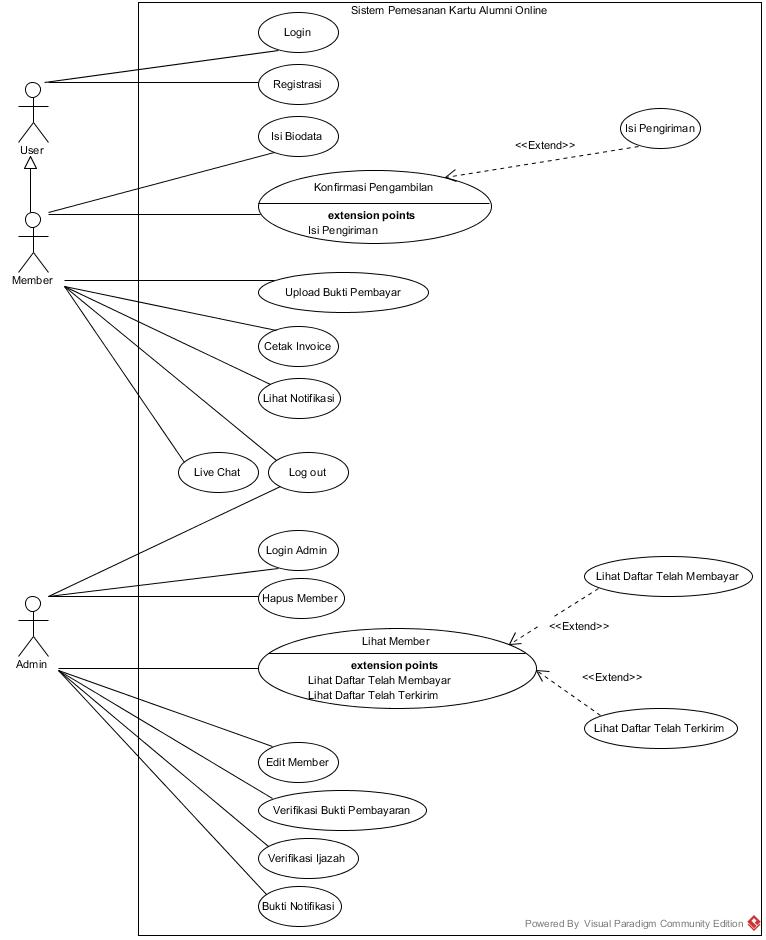 Sistem Pemesanan Kartu Alumni Online
Login
Registrasi
User
Isi Biodata
Isi Pengiriman
<<Extend>>
Konfirmasi Pengambilan
extension points
Isi Pengiriman
Member
Upload Bukti Pembayar
Cetak Invoice
Lihat Notifikasi
Live Chat
Log out
Login Admin
Lihat Daftar Telah Membayar
Hapus Member
<<Extend>>
Admin
Lihat Member
extension points
Lihat Daftar Telah Membayar
Lihat Daftar Telah Terkirim
<<Extend>>
Lihat Daftar Telah Terkirim
Edit Member
Verifikasi Bukti Pembayaran
Verifikasi Ijazah
Bukti Notifikasi
Powered By Visual Paradigm Community Edition